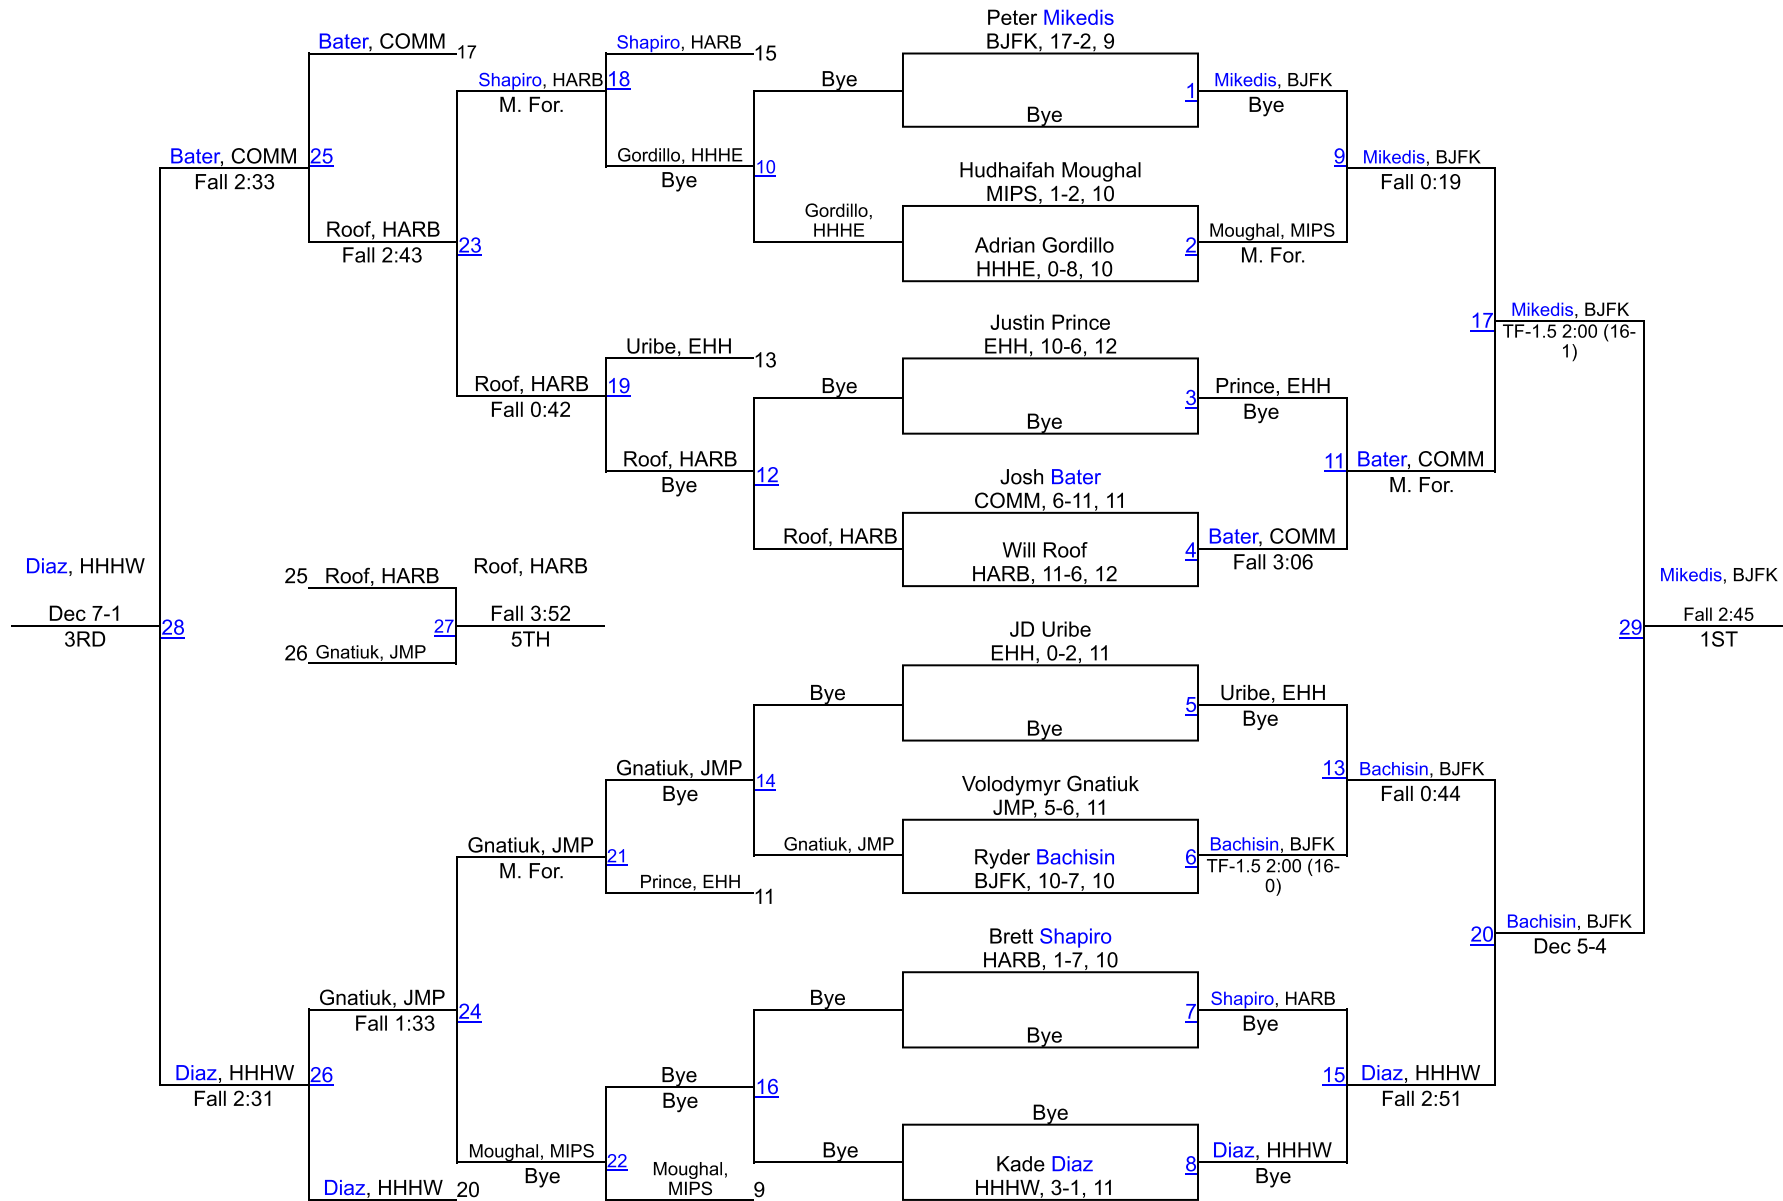 Peter Mikedis
BJFK, 17-2, 9
Bater, COMM
17
Shapiro, HARB
15
Shapiro, HARB
18
M. For.
Bye
1
Mikedis, BJFK
Bye
Bye
Bater, COMM
25
Fall 2:33
Gordillo, HHHE
Bye
10
Hudhaifah Moughal
MIPS, 1-2, 10
9
Mikedis, BJFK
Fall 0:19
Gordillo,
HHHE
Roof, HARB
Fall 2:43
23
Adrian Gordillo
HHHE, 0-8, 10
2
Moughal, MIPS
M. For.
Justin Prince
EHH, 10-6, 12
17
Mikedis, BJFK
TF-1.5 2:00 (16-
1)
Uribe, EHH
13
Roof, HARB
Fall 0:42
19
Bye
3
Prince, EHH
Bye
Bye
Roof, HARB
Bye
12
Josh Bater
COMM, 6-11, 11
11
Bater, COMM
M. For.
Roof, HARB
Will Roof
HARB, 11-6, 12
4
Bater, COMM
Fall 3:06
Diaz, HHHW
Dec 7-1
3RD
28
25
Roof, HARB
Roof, HARB
27
Fall 3:52
5TH
26
Gnatiuk, JMP
Mikedis, BJFK
29
Fall 2:45
1ST
JD Uribe
EHH, 0-2, 11
Bye
5
Uribe, EHH
Bye
Bye
Gnatiuk, JMP
Bye
14
Volodymyr Gnatiuk
JMP, 5-6, 11
13
Bachisin, BJFK
Fall 0:44
Gnatiuk, JMP
M. For.
21
Gnatiuk, JMP
Ryder Bachisin
BJFK, 10-7, 10
6
Bachisin, BJFK
TF-1.5 2:00 (16-
0)
Prince, EHH
11
Brett Shapiro
HARB, 1-7, 10
20
Bachisin, BJFK
Dec 5-4
Gnatiuk, JMP
Fall 1:33
24
Bye
7
Shapiro, HARB
Bye
Bye
Diaz, HHHW
Fall 2:31
26
Bye
Bye
16
15
Diaz, HHHW
Fall 2:51
Bye
Moughal, MIPS
Bye
22
Bye
Kade Diaz
HHHW, 3-1, 11
8
Diaz, HHHW
Bye
Moughal,
MIPS
9
Diaz, HHHW
20